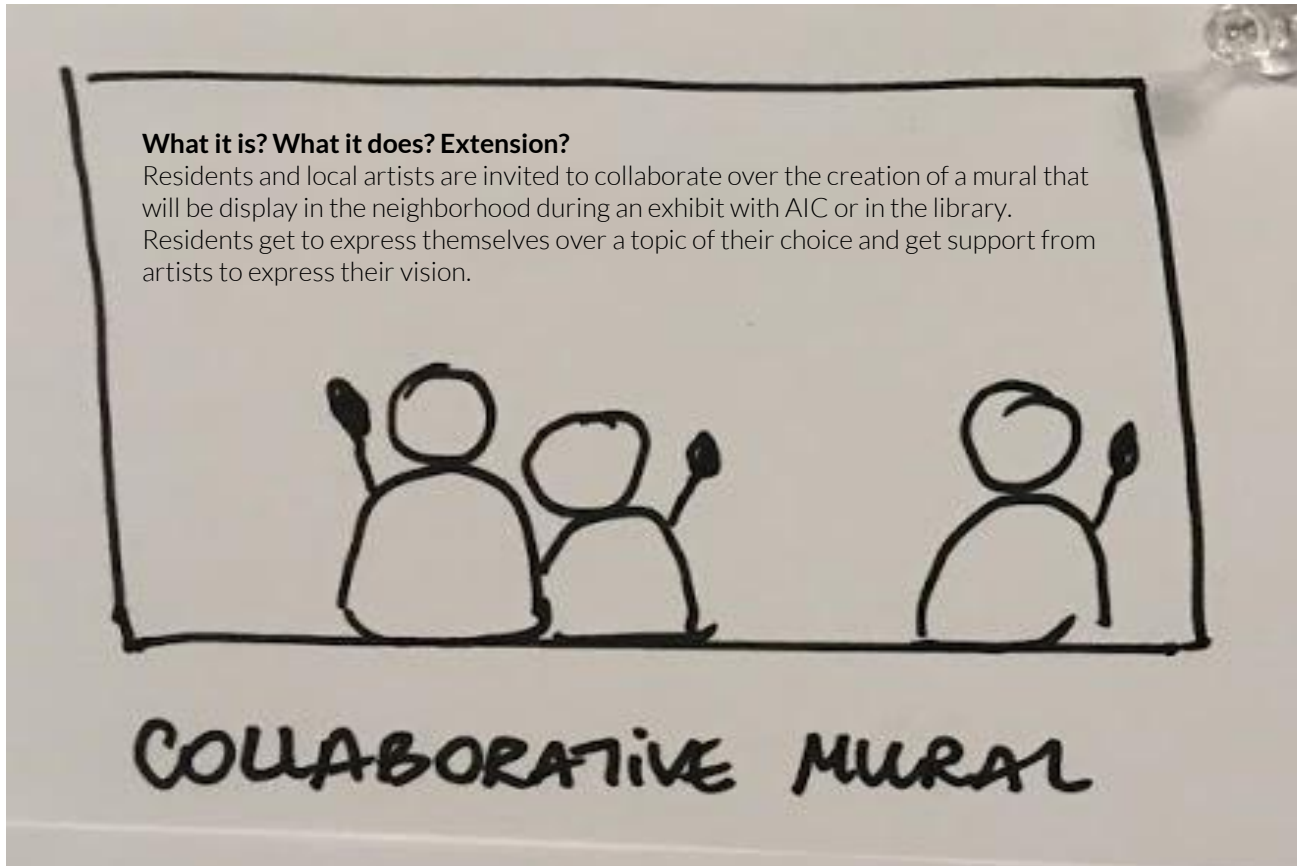 What it is? What it does? Extension?
Residents and local artists are invited to collaborate over the creation of a mural that
will be display in the neighborhood during an exhibit with AIC or in the library.
Residents get to express themselves over a topic of their choice and get support from
artists to express their vision.
COLLABORATiVE MURAL